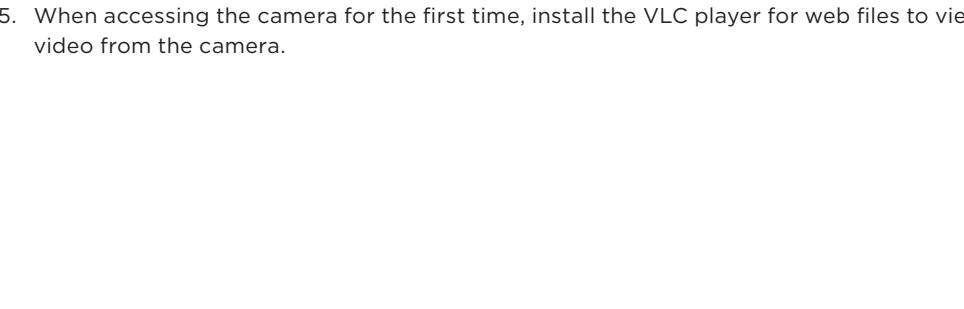 5. When accessing the camera for the first time, install the VLC player for web files to vie
video from the camera.